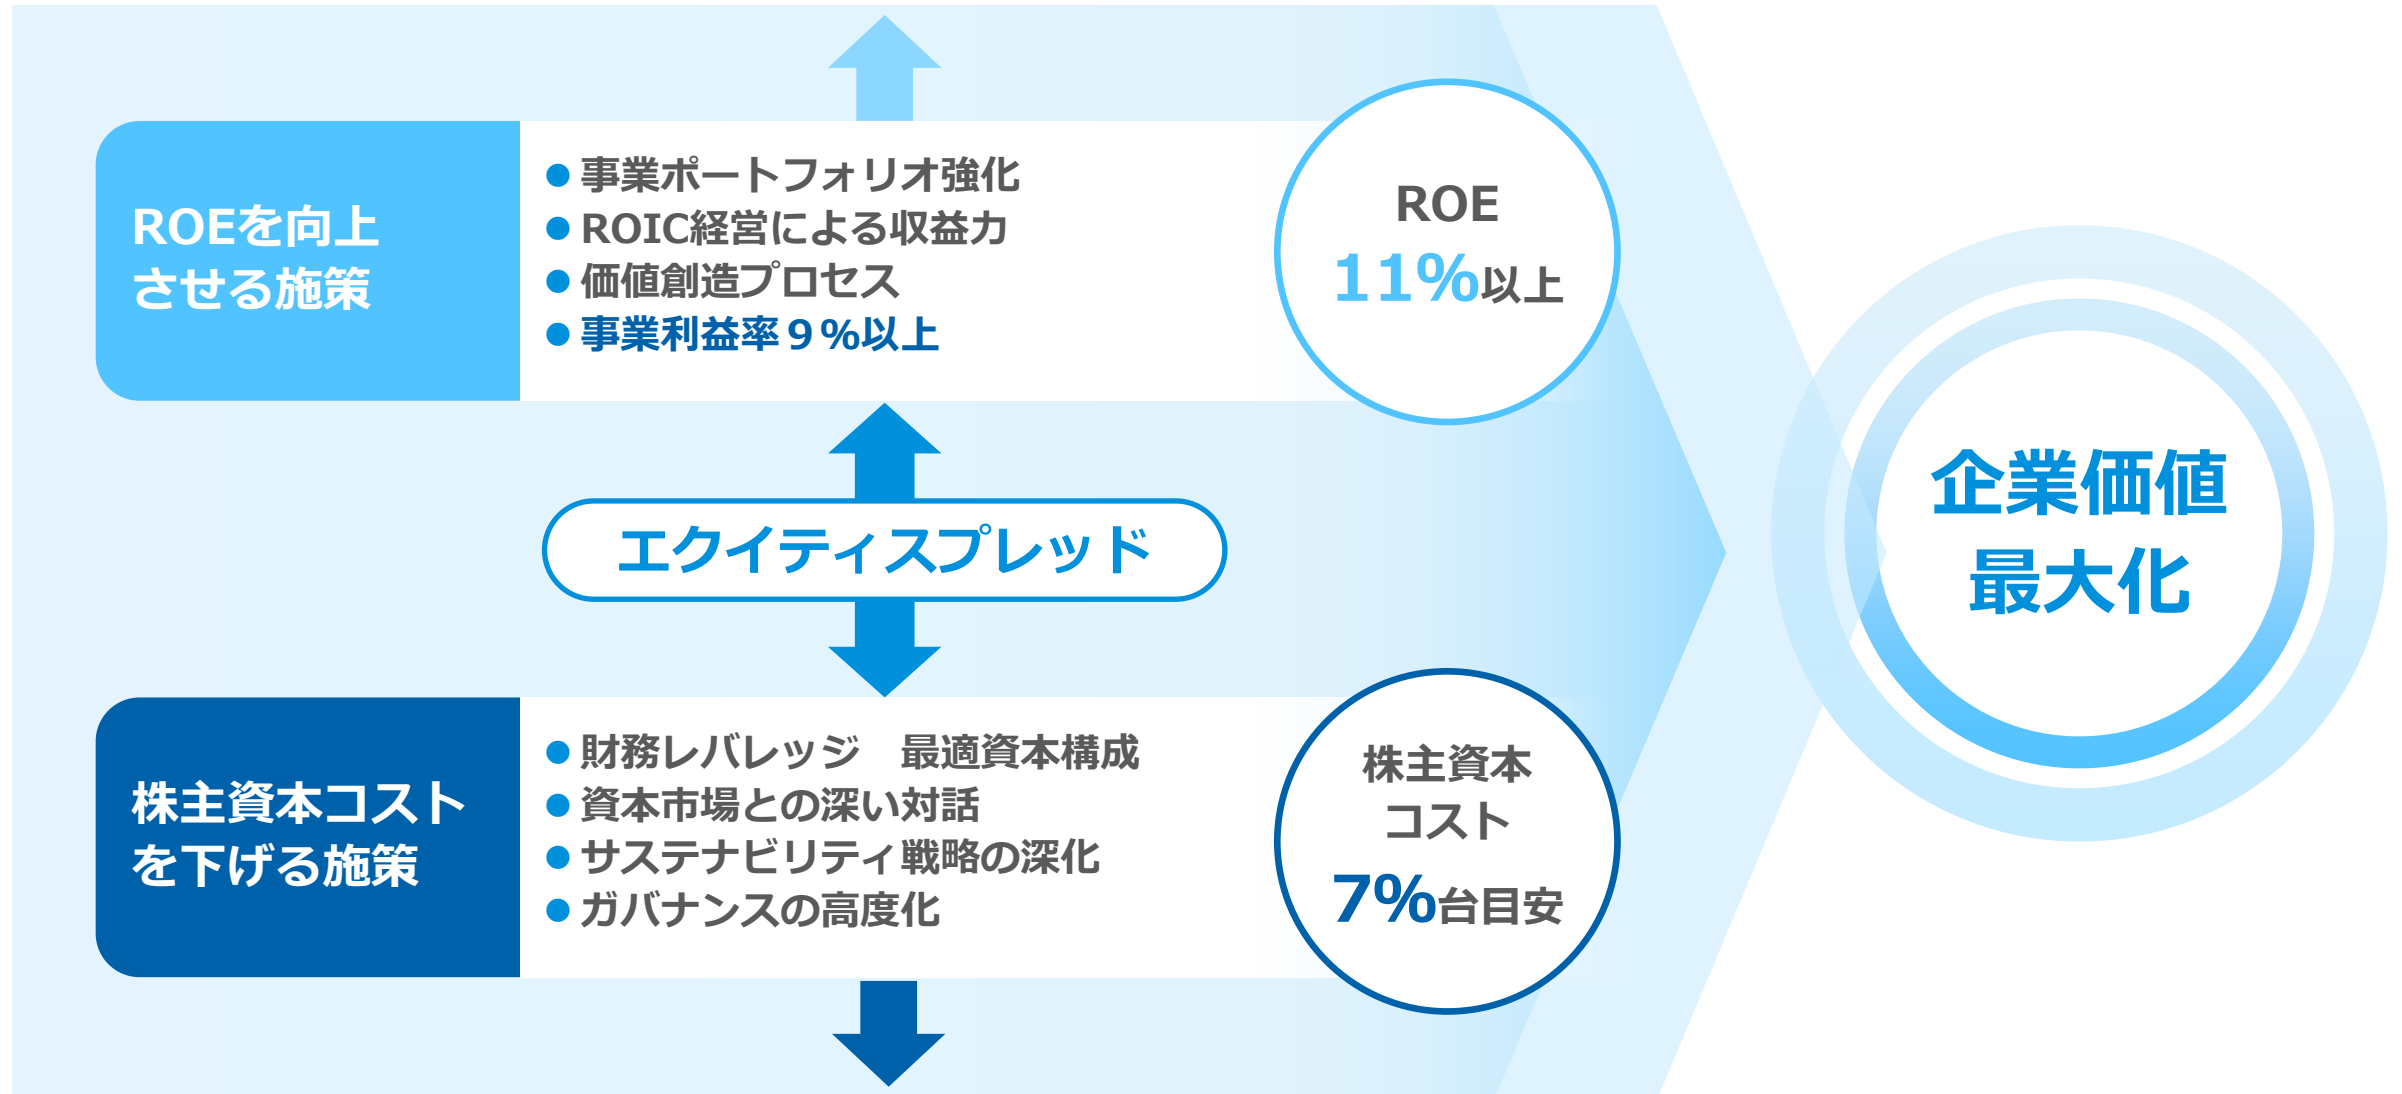 ROEを向上
させる施策
●事業ポートフォリオ強化
●ROIC経営による収益力
●価値創造プロセス
●事業利益率９%以上
ROE
11%以上
エクイティスプレッド
株主資本コスト
を下げる施策
●財務レバレッジ　最適資本構成
●資本市場との深い対話
●サステナビリティ戦略の深化
●ガバナンスの高度化
株主資本
コスト
7%台目安
企業価値
最大化